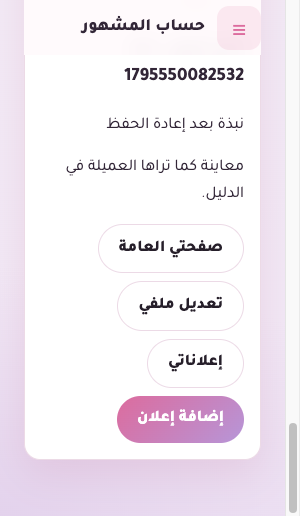 حساب المشهور
1795550082532
نبذة بعد إعادة الحفظ
معاينة كما تراها العميلة في
الدليل.
صفحتي العامة
تعديل ملفي
إعلاناتي
إضافة إعلان